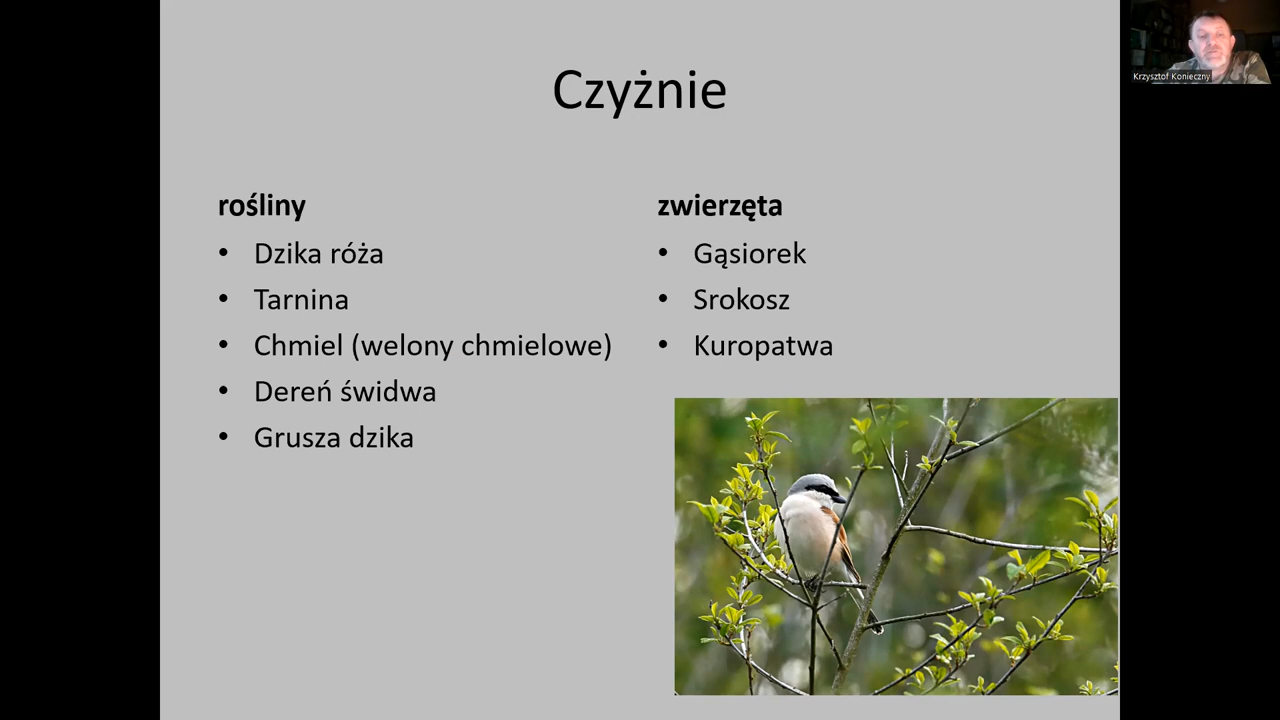 Czyżnie
rośliny
• Dzika róża
• Tarnina
• Chmiel (welony chmielowe)
• Dereń świdwa
• Grusza dzika
zwierzęta
• Gąsiorek
• Srokosz
• Kuropatwa
Krzysztof Konieczny